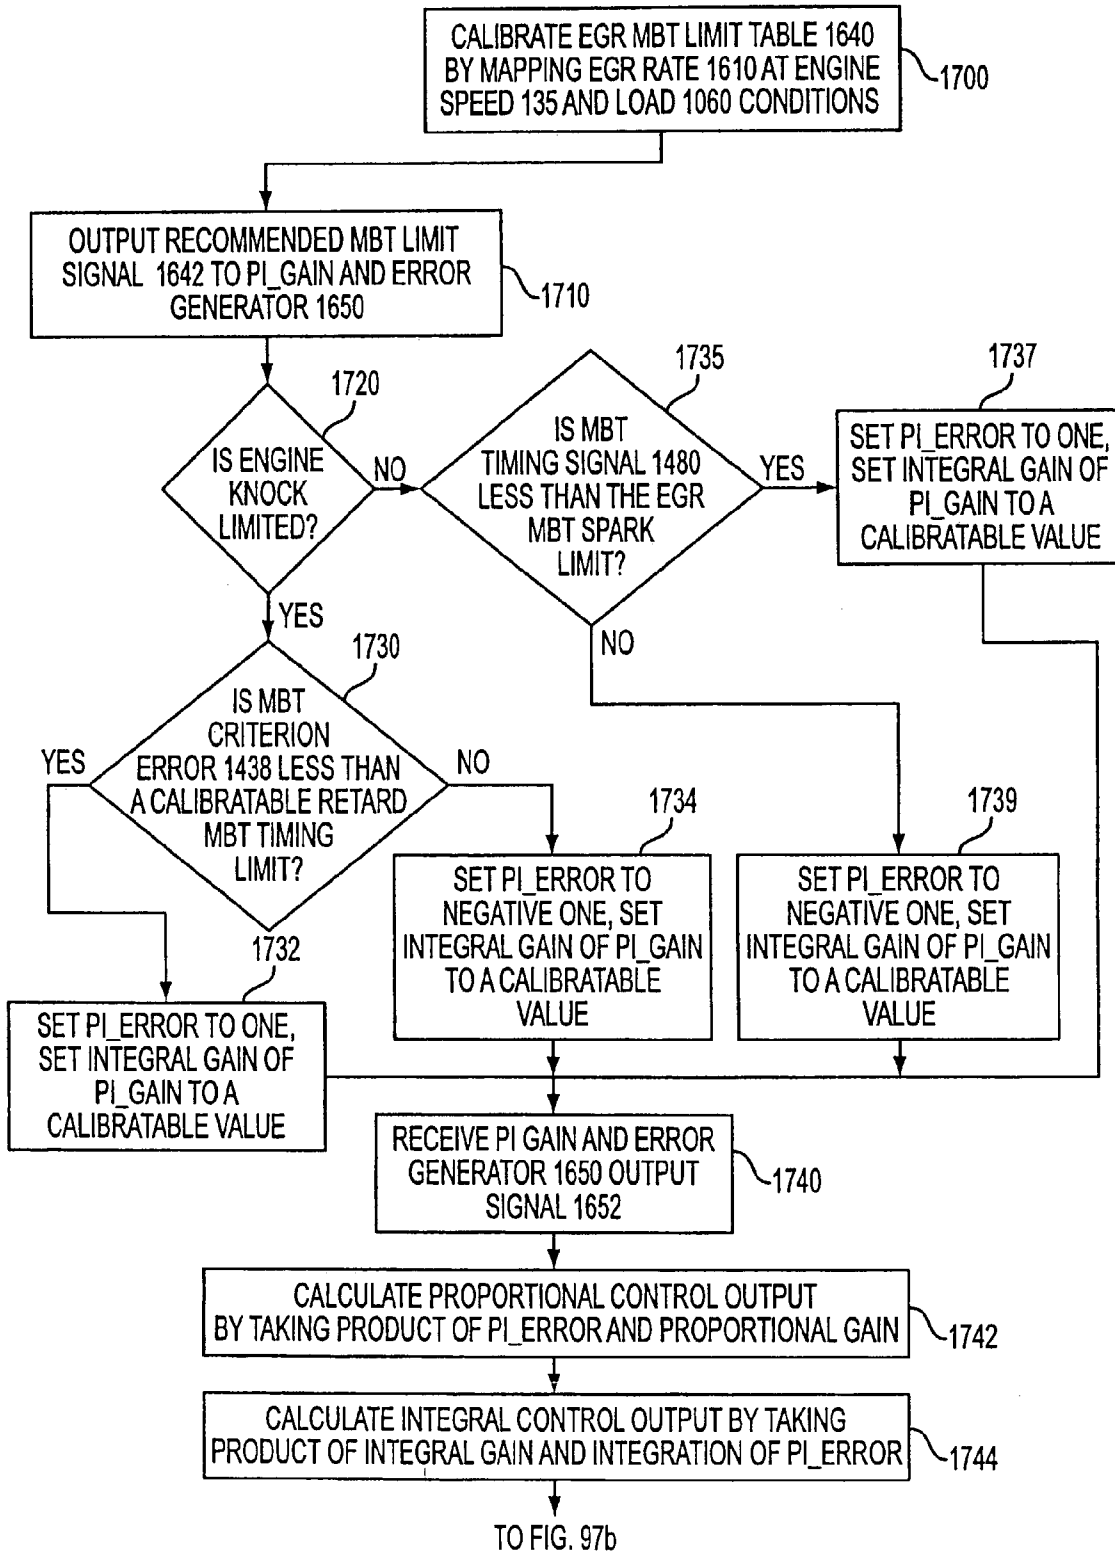 CALIBRATE EGR MBT LIMIT TABLE 1640
BY MAPPING EGR RATE 1610 AT ENGINE
SPEED 135 AND LOAD 1060 CONDITIONS
1700
OUTPUT RECOMMENDED MBT LIMIT
SIGNAL 1642 TO PI_GAIN AND ERROR
GENERATOR 1650
1710
1720
IS ENGINE
KNOCK
LIMITED?
NO
YES
1735
IS MBT
TIMING SIGNAL 1480
LESS THAN THE EGR
MBT SPARK
LIMIT?
YES
NO
1737
SET PI_ERROR TO ONE,
SET INTEGRAL GAIN OF
PI_GAIN TO A
CALIBRATABLE VALUE
1730
IS MBT
CRITERION
ERROR 1438 LESS THAN
A CALIBRATABLE RETARD
MBT TIMING
LIMIT?
YES
NO
1732
SET PI_ERROR TO ONE,
SET INTEGRAL GAIN OF
PI_GAIN TO A
CALIBRATABLE VALUE
1734
SET PI_ERROR TO
NEGATIVE ONE, SET
INTEGRAL GAIN OF PI_GAIN
TO A CALIBRATABLE
VALUE
1739
SET PI_ERROR TO
NEGATIVE ONE, SET
INTEGRAL GAIN OF PI_GAIN
TO A CALIBRATABLE
VALUE
RECEIVE PI GAIN AND ERROR
GENERATOR 1650 OUTPUT
SIGNAL 1652
1740
CALCULATE PROPORTIONAL CONTROL OUTPUT
BY TAKING PRODUCT OF PI_ERROR AND PROPORTIONAL GAIN
1742
CALCULATE INTEGRAL CONTROL OUTPUT BY TAKING
PRODUCT OF INTEGRAL GAIN AND INTEGRATION OF PI_ERROR
1744
TO FIG. 97b